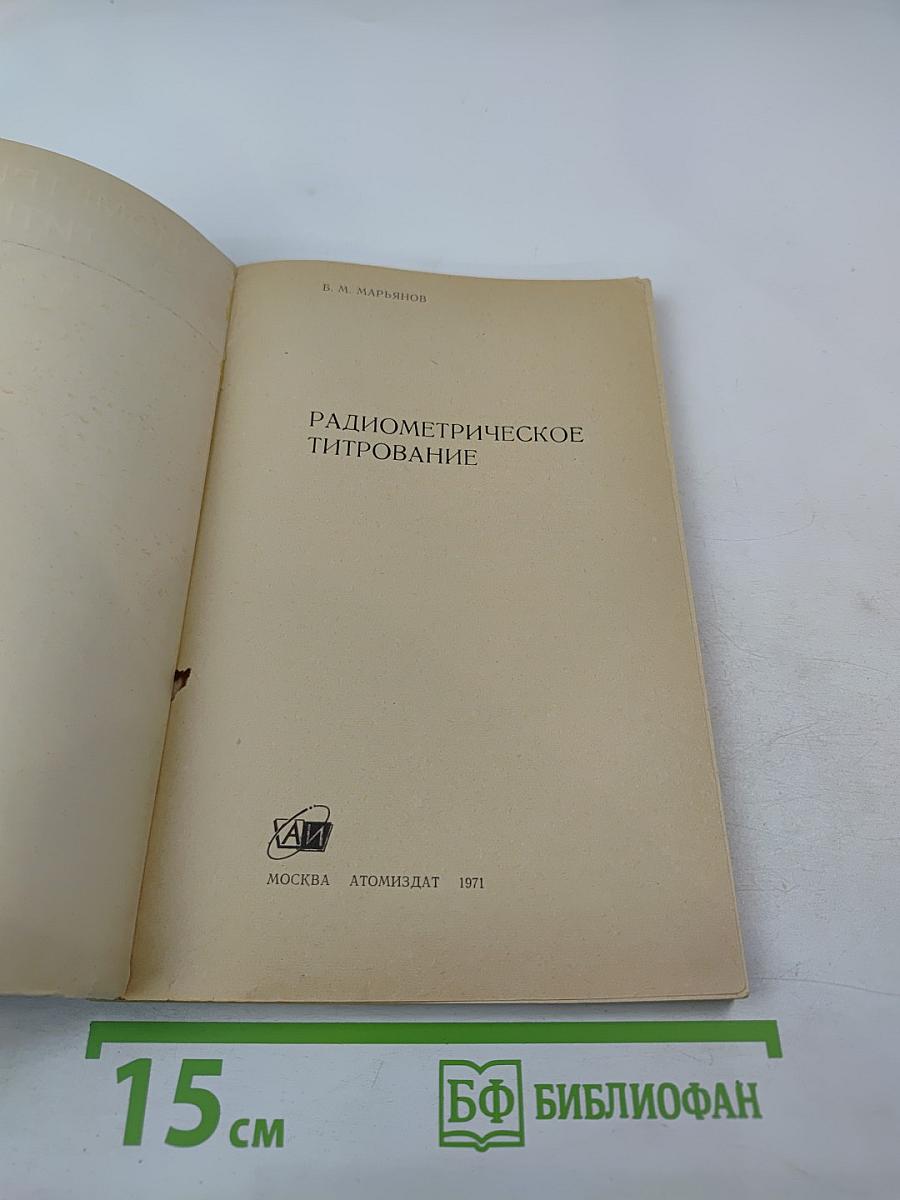 Б. М. МАРЬЯНОВ
РАДИОМЕТРИЧЕСКОЕ
ТИТРОВАНИЕ
АИ
МОСКВА АТОМИЗДАТ 1971
15 см
БФ БИБЛИОФАН